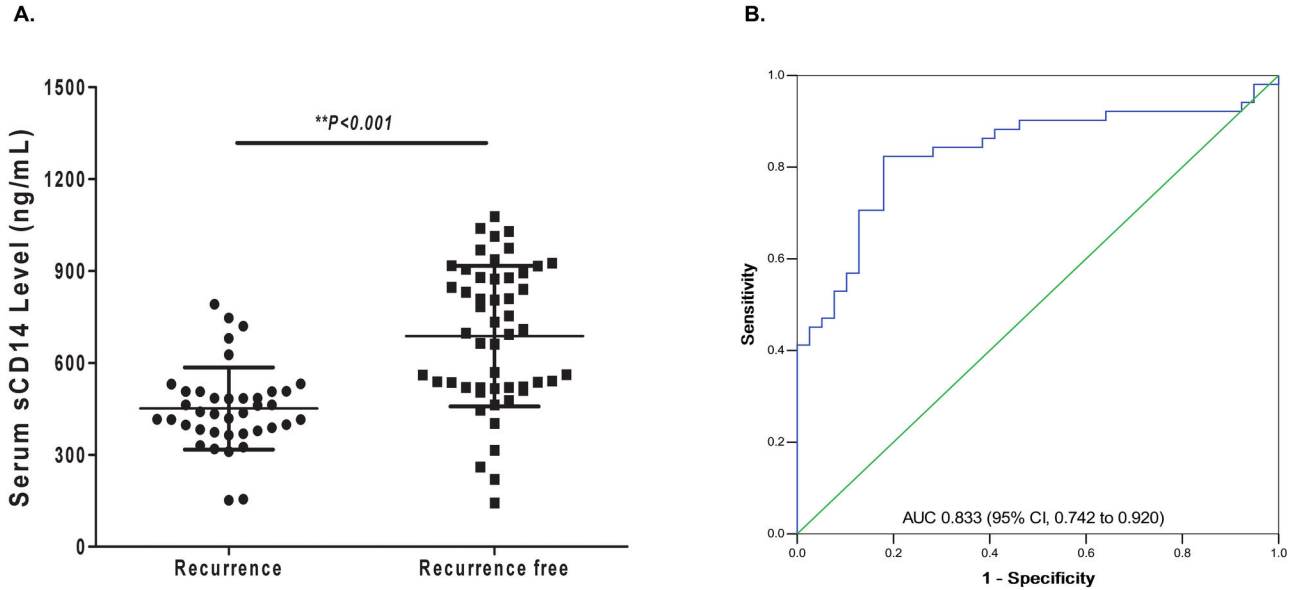 A.
B.
Serum sCD14 Level (ng/mL)
1500
1200
900
600
300
0
**P<0.001
Recurrence
Recurrence free
Sensitivity
1.0
0.8
0.6
0.4
0.2
0.0
AUC 0.833 (95% CI, 0.742 to 0.920)
0.0
0.2
0.4
0.6
0.8
1.0
1 - Specificity